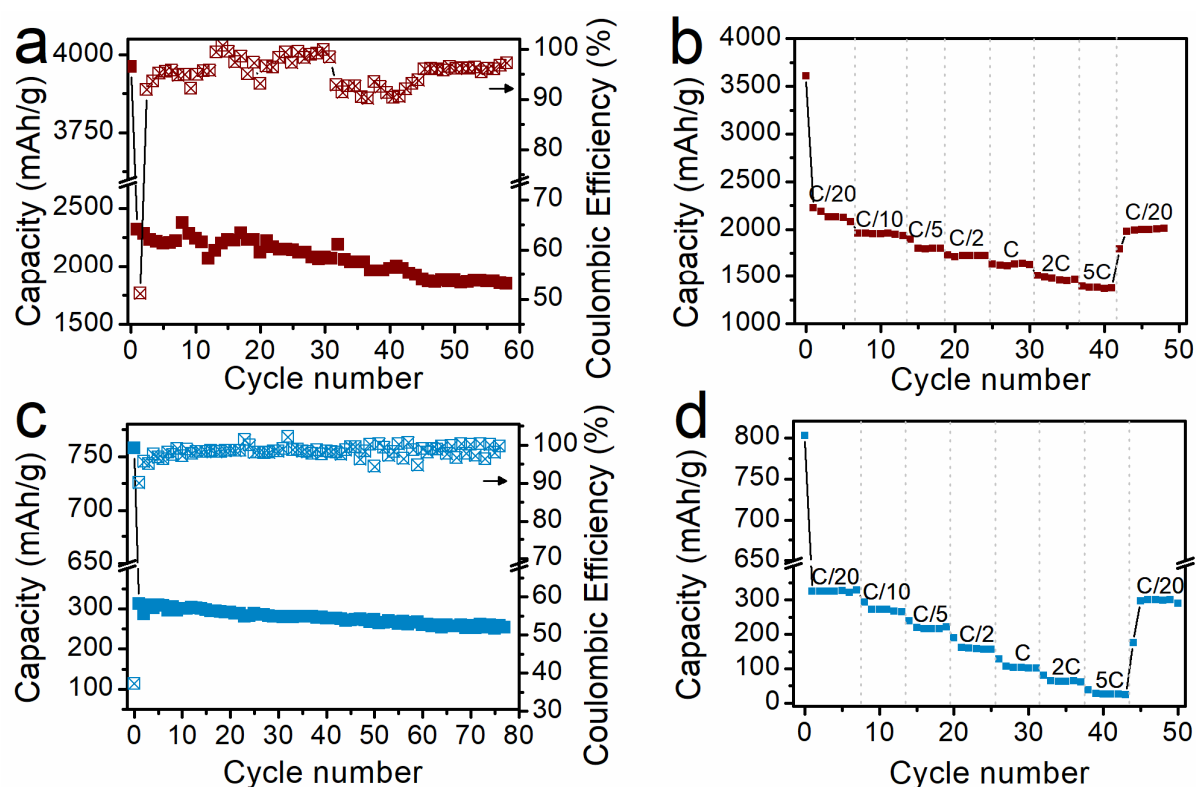 a
4000
3750
2500
2250
2000
1750
1500
Capacity (mAh/g)
0 10 20 30 40 50 60
Cycle number
100
90
80
70
60
50
Coulombic Efficiency (%)
b
4000
3500
3000
2500
2000
1500
1000
Capacity (mAh/g)
C/20
C/10
C/5
C/2
C
2C
5C
C/20
0 10 20 30 40 50
Cycle number
c
750
700
650
300
200
100
Capacity (mAh/g)
0 10 20 30 40 50 60 70 80
Cycle number
100
90
80
70
60
50
40
30
Coulombic Efficiency (%)
d
800
750
700
650
300
200
100
0
Capacity (mAh/g)
C/20
C/10
C/5
C/2
C
2C
5C
C/20
0 10 20 30 40 50
Cycle number